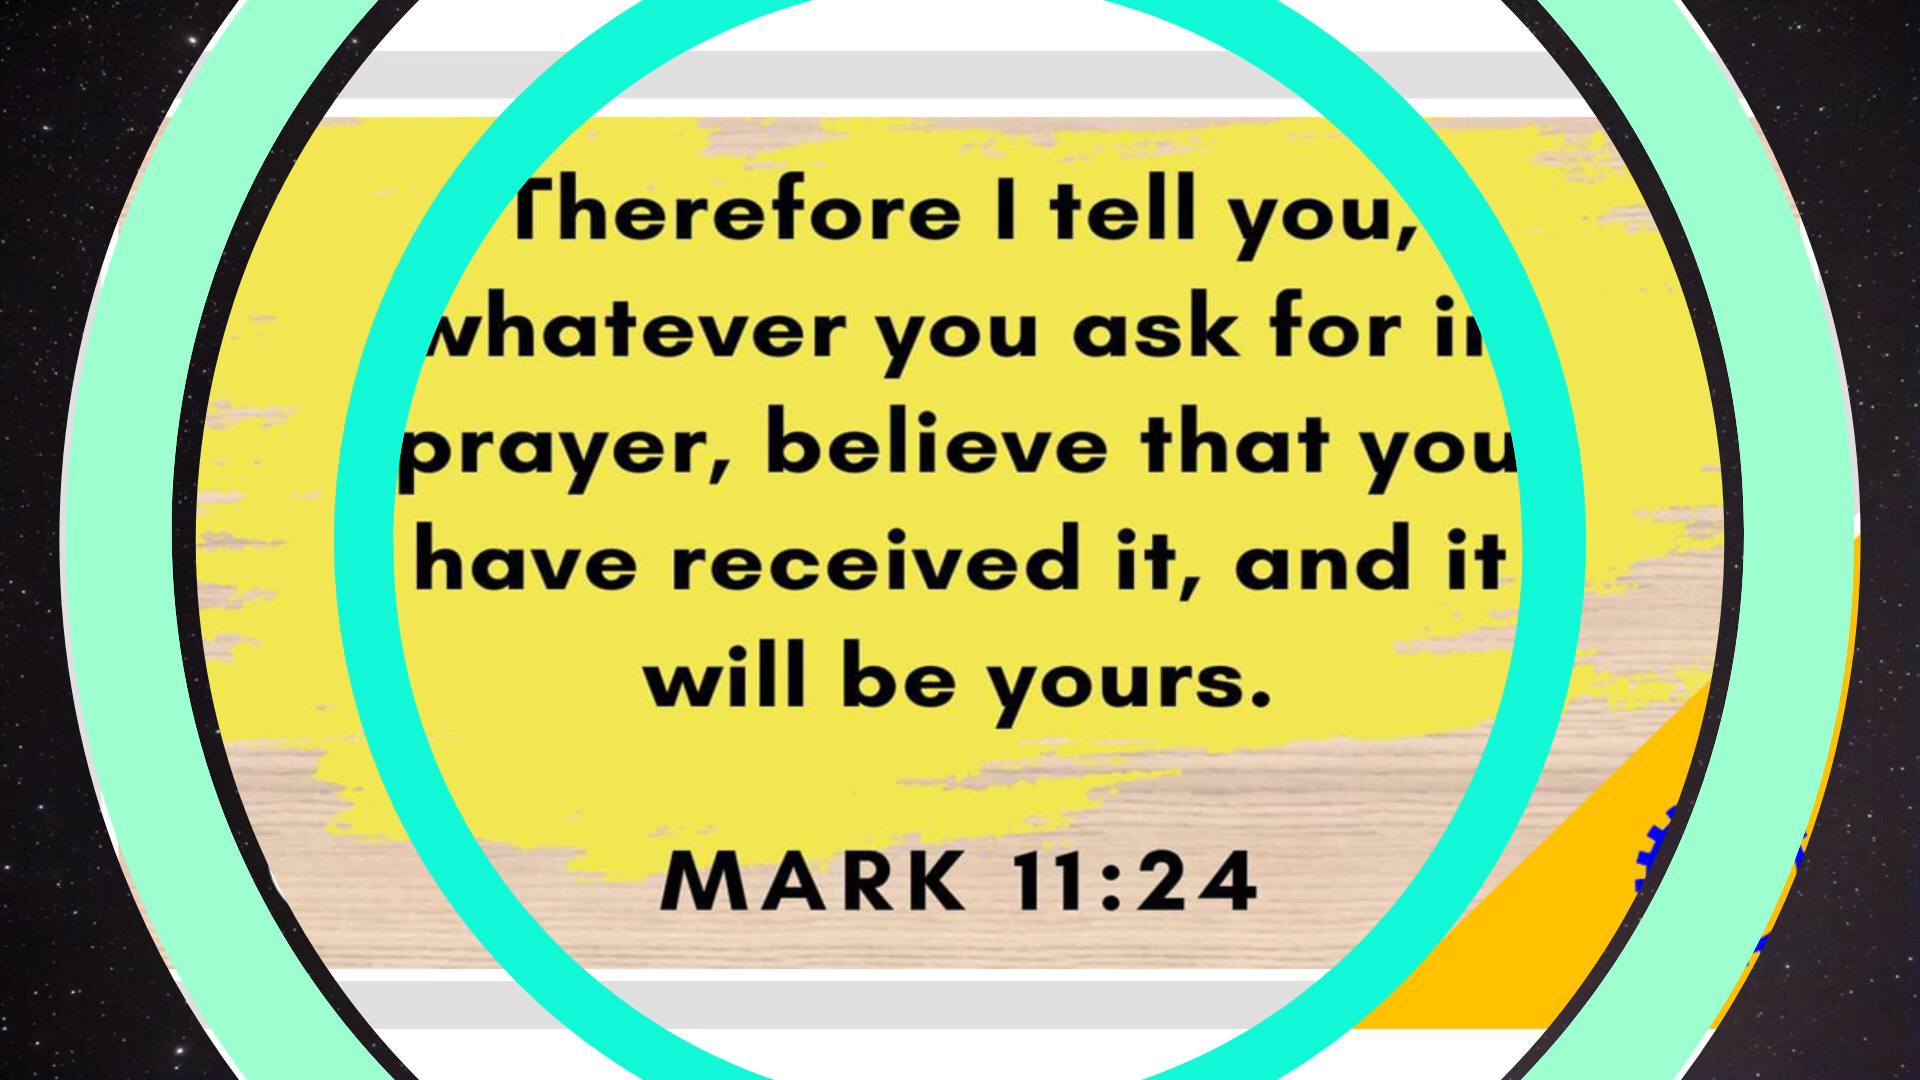 Therefore I tell you,
whatever you ask for in
prayer, believe that you
have received it, and it
will be yours.
MARK 11:24